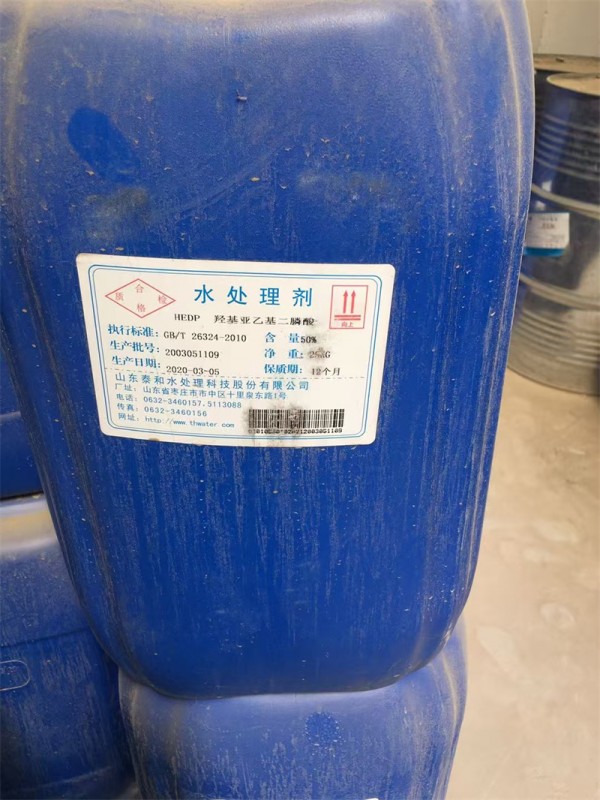 质 合 检 格
水处理剂
向上
HEDP 羟基亚乙基二膦酸
执行标准: GB/T 26324-2010 含 量: 50%
生产批号: 2003051109 净 重: 25KG
生产日期: 2020-03-05 保质期: 12个月
山东泰和水处理科技股份有限公司
厂址: 山东省枣庄市市中区十里泉东路1号
电话: 0632-3460157.5113088
传真: 0632-3460156
网址: http://www.thwater.com